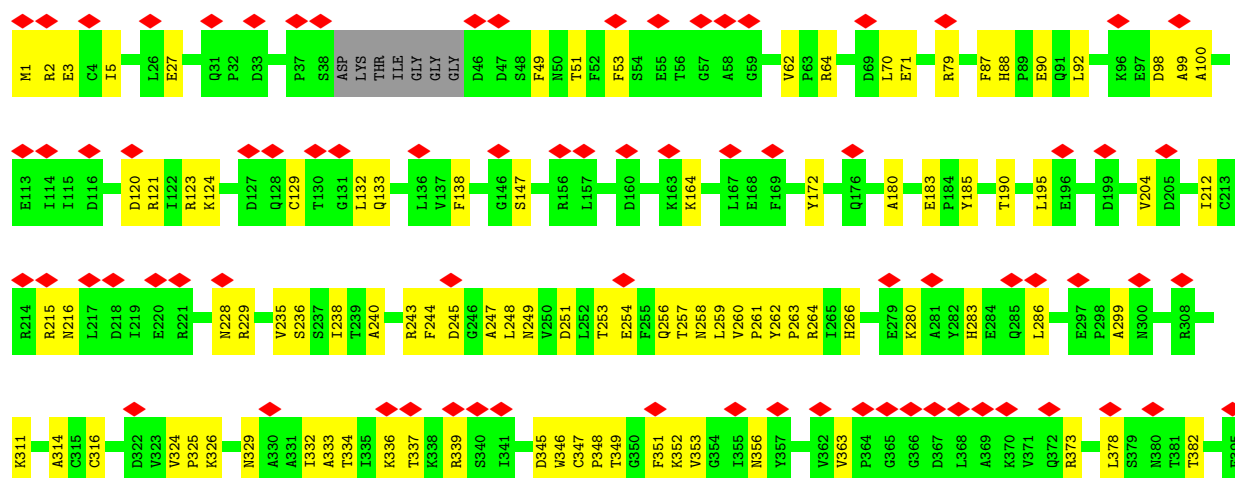 M1 R2 E3 C4 I5 L26 E27 Q31 P32 D33 P37 S38 ASP LYS THR ILE GLY GLY GLY D46 D47 S48 F49 N50 T51 F52 F53 S54 E55 T56 G57 A58 G59 V62 P63 R64 D69 L70 E71 R79 F87 H88 P89 E90 Q91 L92 K96 E97 D98 A99 A100
E113 I114 I115 D116 D120 R121 I122 R123 K124 D127 Q128 C129 T130 G131 L132 Q133 L136 V137 F138 G146 S147 R156 L157 D160 K163 K164 L167 E168 F169 Y172 Q176 A180 E183 P184 Y185 T190 L195 E196 D199 V204 D205 I212 C213
R214 R215 N216 L217 D218 I219 E220 R221 N228 R229 V235 S236 S237 I238 T239 A240 R243 F244 D245 G246 A247 L248 N249 V250 D251 L252 T253 E254 F255 Q256 T257 N258 L259 V260 P261 Y262 P263 R264 I265 H266 E279 K280 A281 Y282 H283 E284 Q285 L286 E297 P298 A299 N300 R308
K311 A314 C315 C316 D322 V323 V324 P325 K326 N329 A330 A331 I332 A333 T334 I335 K336 T337 K338 R339 S340 I341 D345 W346 C347 P348 T349 G350 F351 K352 V353 G354 I355 N356 Y357 V362 V363 P364 G365 G366 D367 L368 A369 K370 V371 Q372 R373 L378 S379 N380 T381 T382